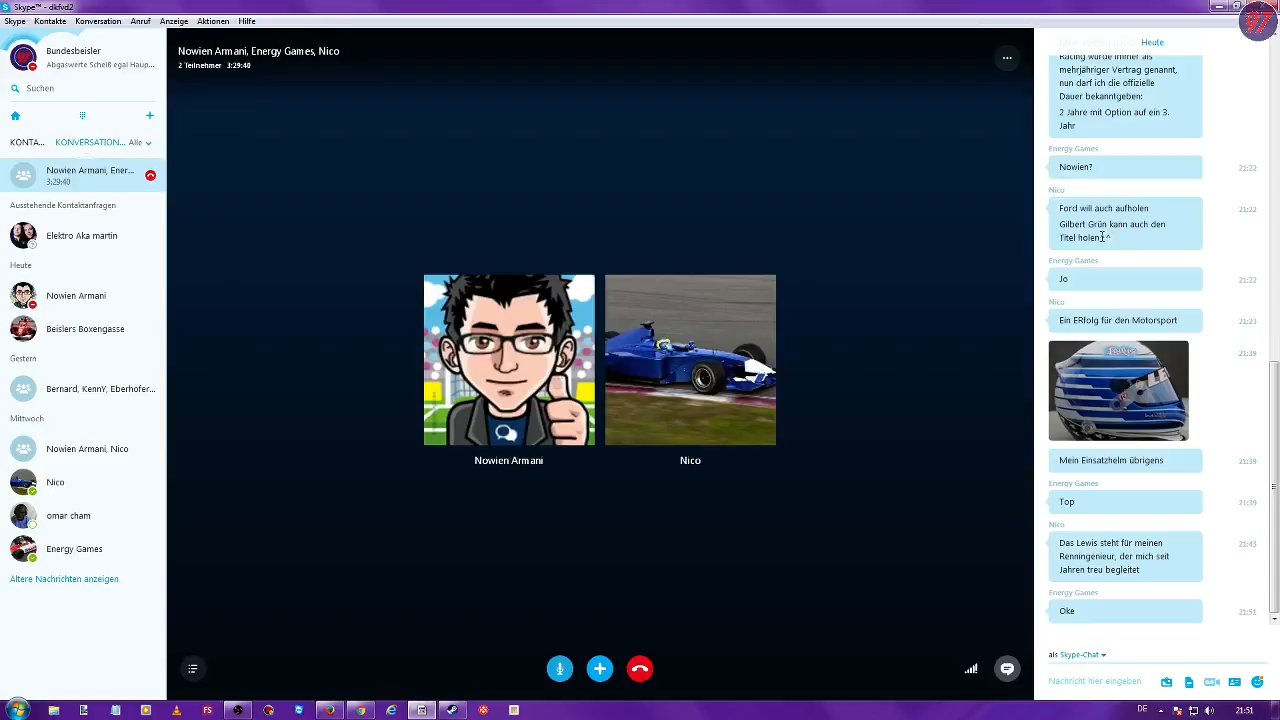 Skype™ - dkfvd2
Kontakte Konversation Anruf Anzeige Aktionen Hilfe
97
Bundesbeisler
Abgaswerte Scheiß egal Haup...
Suchen
KONTA... KONVERSATION... Alle
Nowien Armani, Ener...
3:29:40
Ausstehende Kontaktanfragen
Elektro Aka martin
Heute
Nowien Armani
Beislers Boxengasse
Gestern
Bernard, KennY, Eberhofer...
Mittwoch
Nowien Armani, Nico
Nico
omar cham
Energy Games
Ältere Nachrichten anzeigen
Nowien Armani, Energy Games, Nico
2 Teilnehmer 3:29:40
Nowien Armani
Nico
Heute
Racing wurde immer als
mehrjähriger Vertrag genannt,
nun darf ich die offizielle
Dauer bekanntgeben:
2 Jahre mit Option auf ein 3.
Jahr
Energy Games
Nowien? 21:22
Nico
Ford will auch aufholen 21:22
Gilbert Grün kann auch den
Titel holen ^
Energy Games
Jo 21:22
Nico
Ein ERfolg für den Motorsport 21:23
21:39
Mein Einsatzhelm übrigens 21:39
Energy Games
Top 21:39
Nico
Das Lewis steht für meinen 21:43
Renningenieur, der mich seit
Jahren treu begleitet
Energy Games
Oke 21:51
als Skype-Chat
Nachricht hier eingeben
FS
DE
21:51